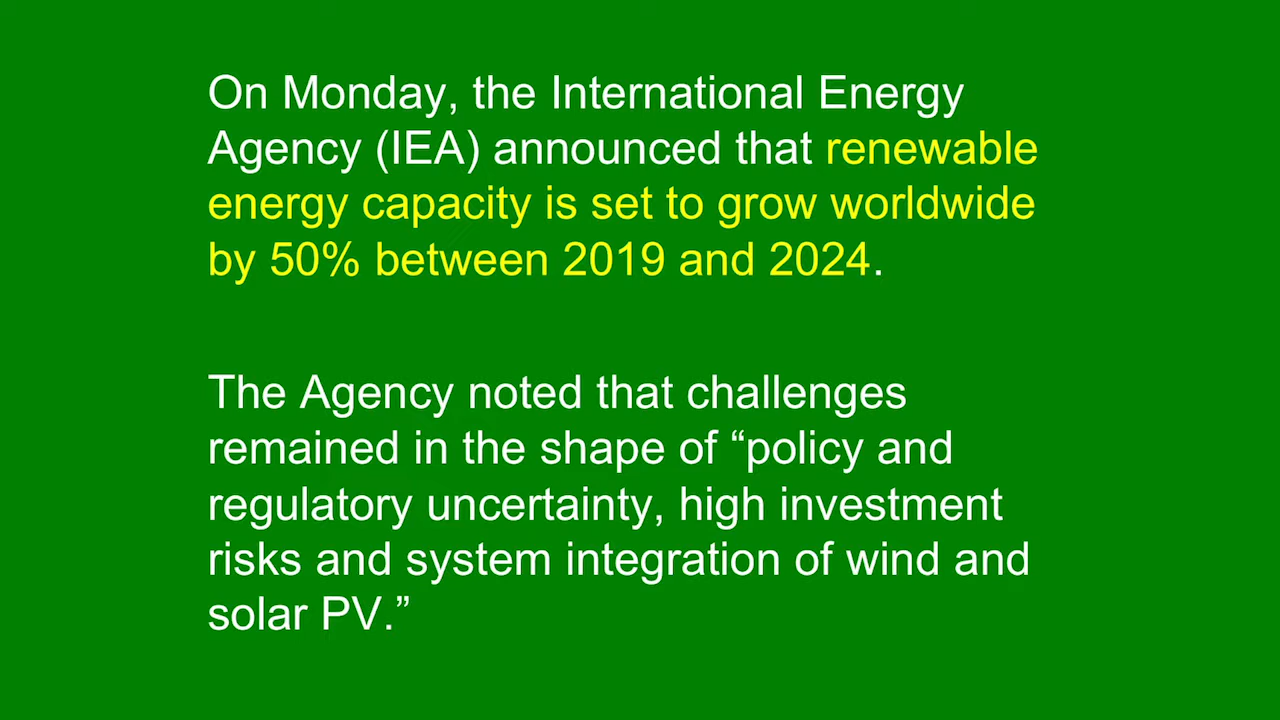 On Monday, the International Energy
Agency (IEA) announced that renewable
energy capacity is set to grow worldwide
by 50% between 2019 and 2024.
The Agency noted that challenges
remained in the shape of “policy and
regulatory uncertainty, high investment
risks and system integration of wind and
solar PV.”